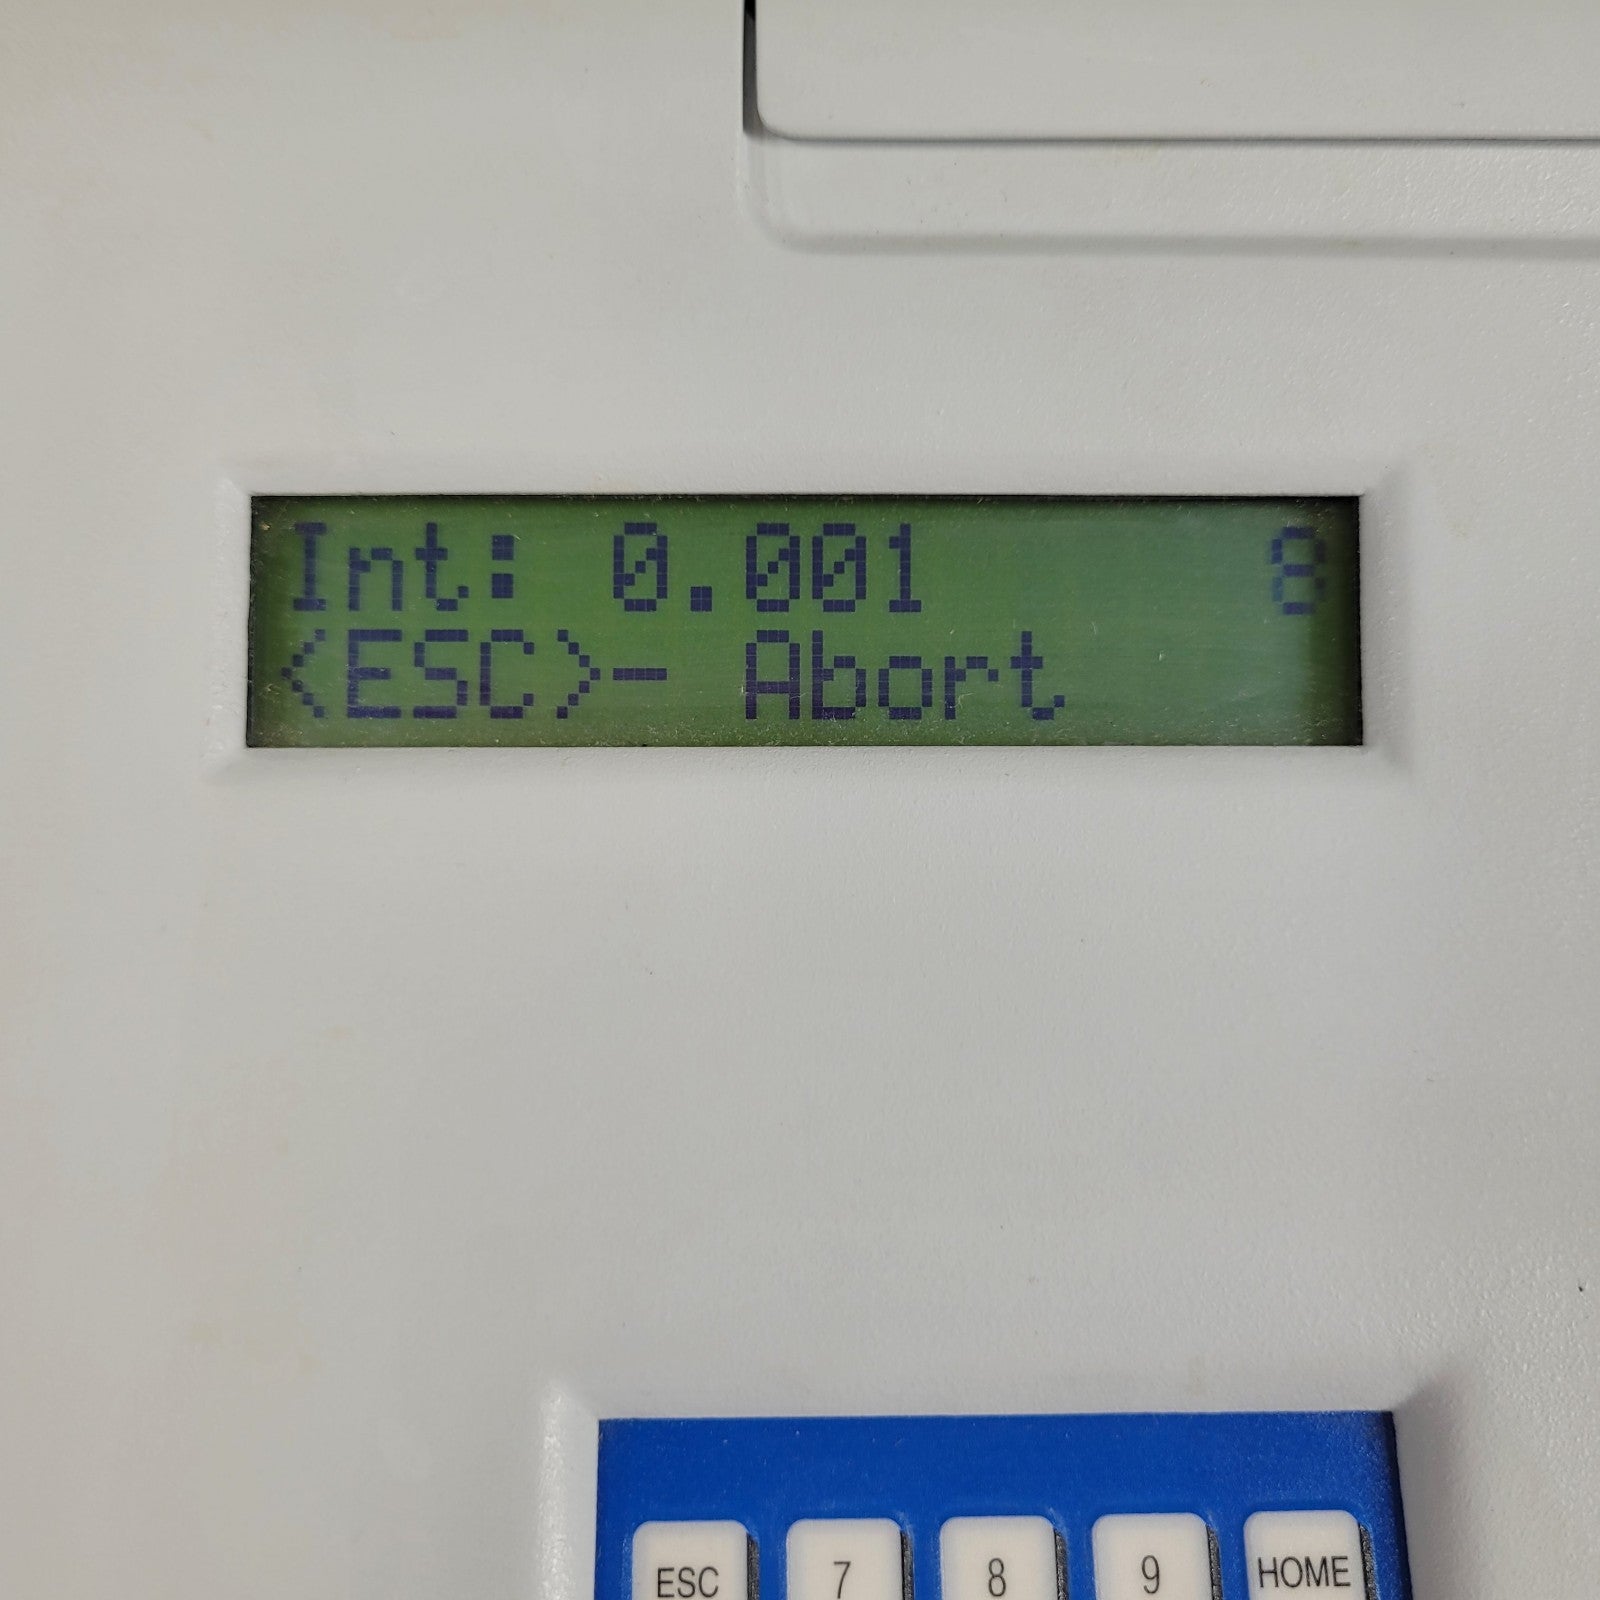 Int: 0.001 8
<ESC>- Abort
ESC 7 8 9 HOME